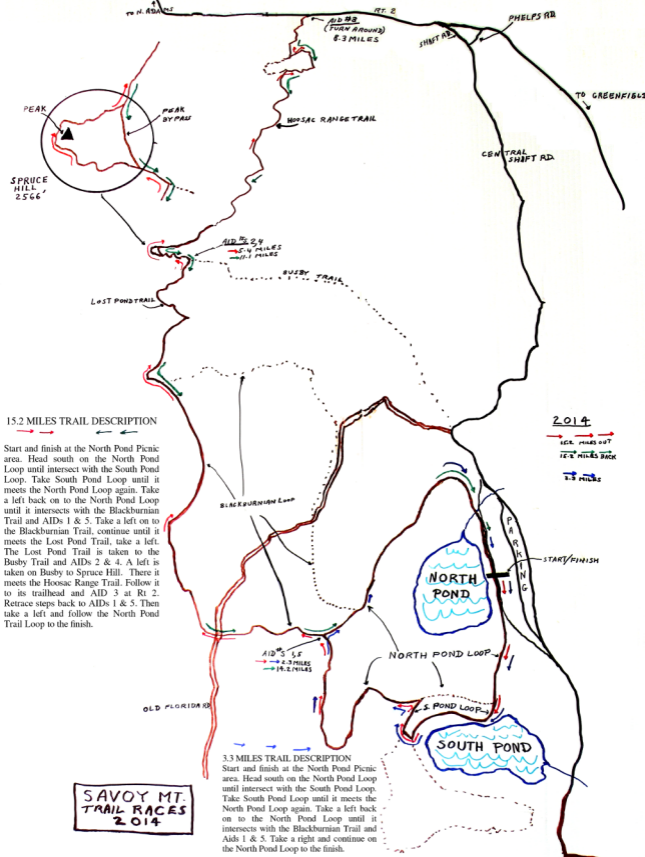 TO N. ADAMS
RT. 2
AID #3
(TURN AROUND)
8.3 MILES
SHAFT RD.
PHELPS RD
TO GREENFIELD
PEAK
PEAK
BYPASS
HOOSAC RANGE TRAIL
CENTRAL
SHAFT RD.
SPRUCE
HILL
2566'
5.4 MILES
11.1 MILES
BUSBY TRAIL
LOST POND TRAIL
15.2 MILES TRAIL DESCRIPTION
Start and finish at the North Pond Picnic
area. Head south on the North Pond
Loop until intersect with the South Pond
Loop. Take South Pond Loop until it
meets the North Pond Loop again. Take
a left back on to the North Pond Loop
until it intersects with the Blackburnian
Trail and AIDs 1 & 5. Take a left on to
the Blackburnian Trail, continue until it
meets the Lost Pond Trail, take a left.
The Lost Pond Trail is taken to the
Busby Trail and AIDs 2 & 4. A left is
taken on Busby to Spruce Hill. There it
meets the Hoosac Range Trail. Follow it
to its trailhead and AID 3 at Rt 2.
Retrace steps back to AIDs 1 & 5. Then
take a left and follow the North Pond
Trail Loop to the finish.
2014
15.2 MILES OUT
15.2 MILES BACK
3.3 MILES
BLACKBURNIAN LOOP
PARKING
START/FINISH
NORTH
POND
AID #'S 1,5
2.3 MILES
14.2 MILES
NORTH POND LOOP
OLD FLORIDA RD.
S. POND LOOP
SOUTH POND
3.3 MILES TRAIL DESCRIPTION
Start and finish at the North Pond Picnic
area. Head south on the North Pond Loop
until intersect with the South Pond Loop.
Take South Pond Loop until it meets the
North Pond Loop again. Take a left back
on to the North Pond Loop until it
intersects with the Blackburnian Trail and
Aids 1 & 5. Take a right and continue on
the North Pond Loop to the finish.
SAVOY MT.
TRAIL RACES
2014